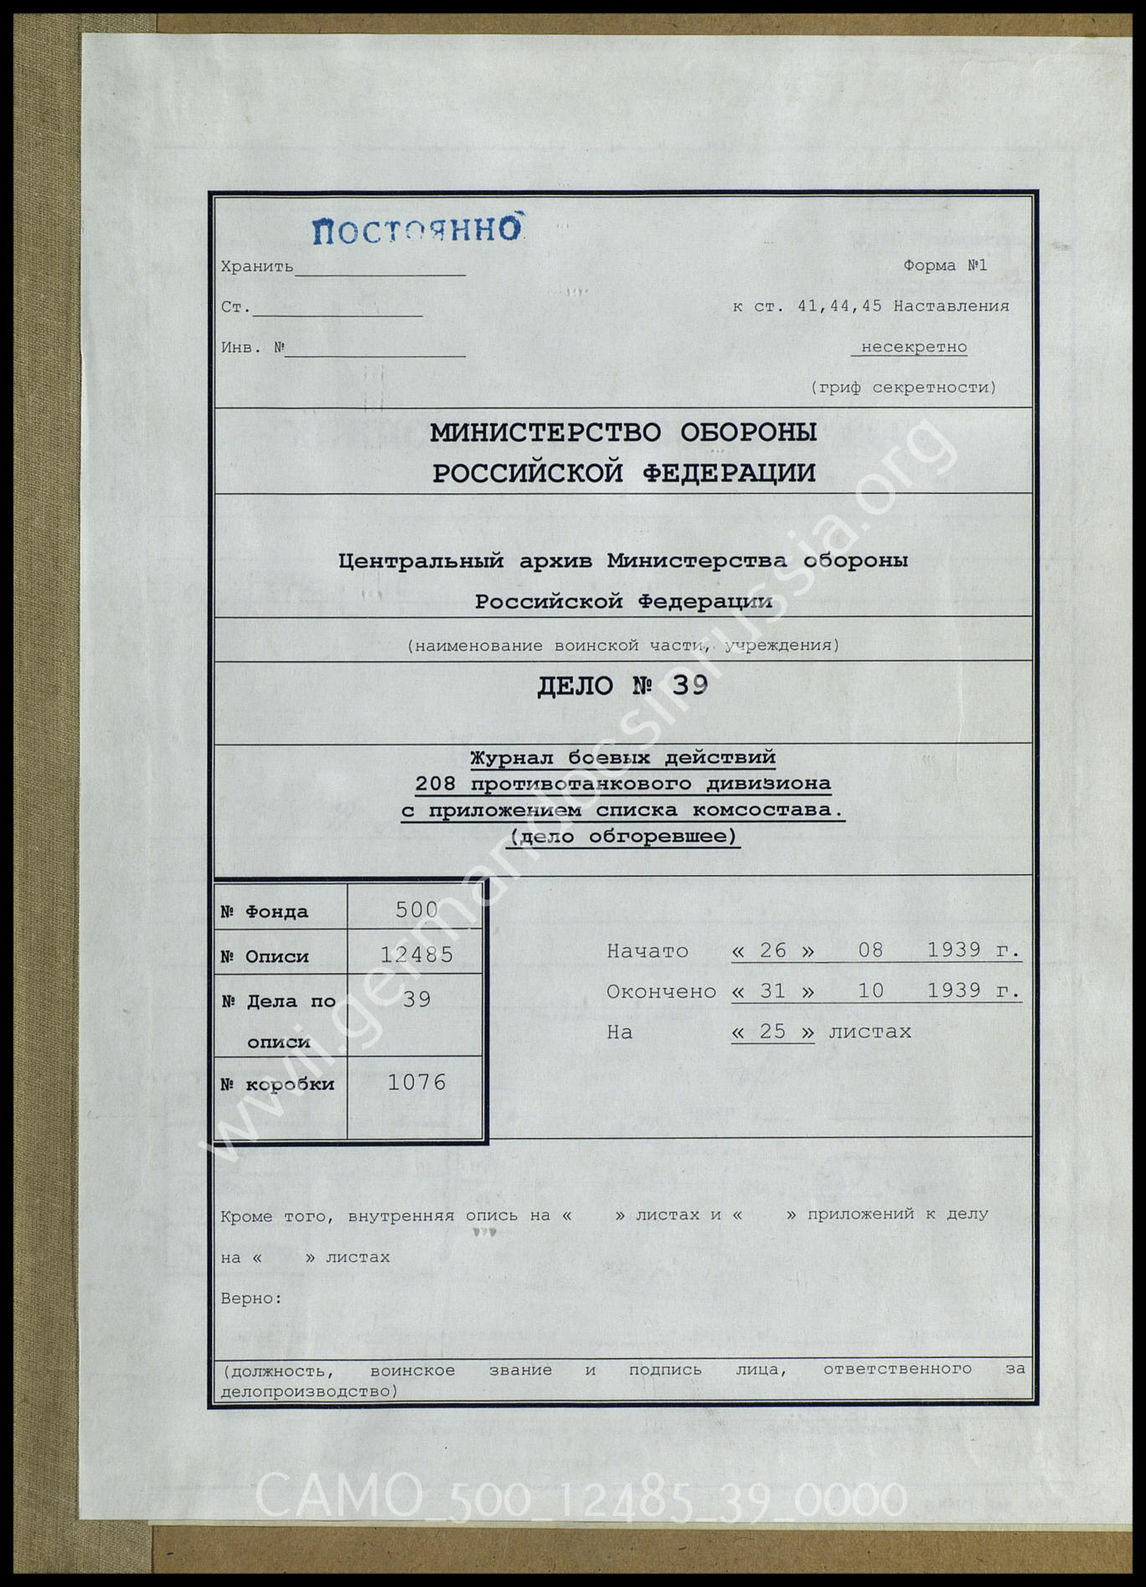 ПОСТОЯННО
Хранить
Форма №1
Ст.
к ст. 41,44,45 Наставления
Инв. №
несекретно
(гриф секретности)
МИНИСТЕРСТВО ОБОРОНЫ
РОССИЙСКОЙ ФЕДЕРАЦИИ
Центральный архив Министерства обороны
Российской Федерации
(наименование воинской части, учреждения)
ДЕЛО № 39
Журнал боевых действий
208 противотанкового дивизиона
с приложением списка комсостава.
(дело обгоревшее)
№ Фонда 500
№ Описи 12485
№ Дела по 39
описи
№ коробки 1076
Начато « 26 » 08 1939 г.
Окончено « 31 » 10 1939 г.
На « 25 » листах
Кроме того, внутренняя опись на « » листах и « » приложений к делу
на « » листах
Верно:
(должность, воинское звание и подпись лица, ответственного за
делопроизводство)
wwii.germandocsinrussia.org
CAMO_500_12485_39_0000